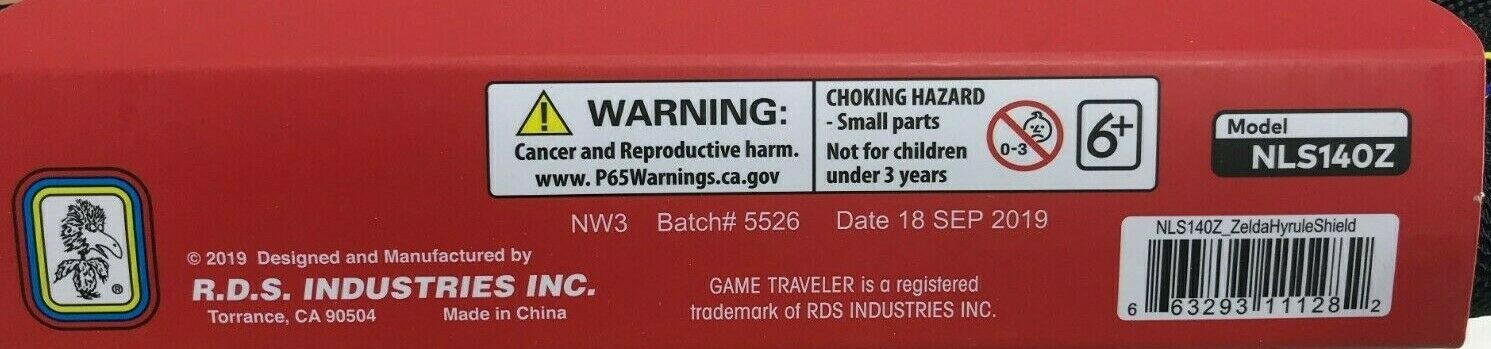 WARNING:
Cancer and Reproductive harm.
www. P65Warnings.ca.gov
CHOKING HAZARD
- Small parts
Not for children
under 3 years
0-3
6+
Model
NLS140Z
NW3 Batch# 5526 Date 18 SEP 2019
© 2019 Designed and Manufactured by
R.D.S. INDUSTRIES INC.
Torrance, CA 90504 Made in China
®
GAME TRAVELER is a registered
trademark of RDS INDUSTRIES INC.
NLS140Z_ZeldaHyruleShield
6 63293 11128 2